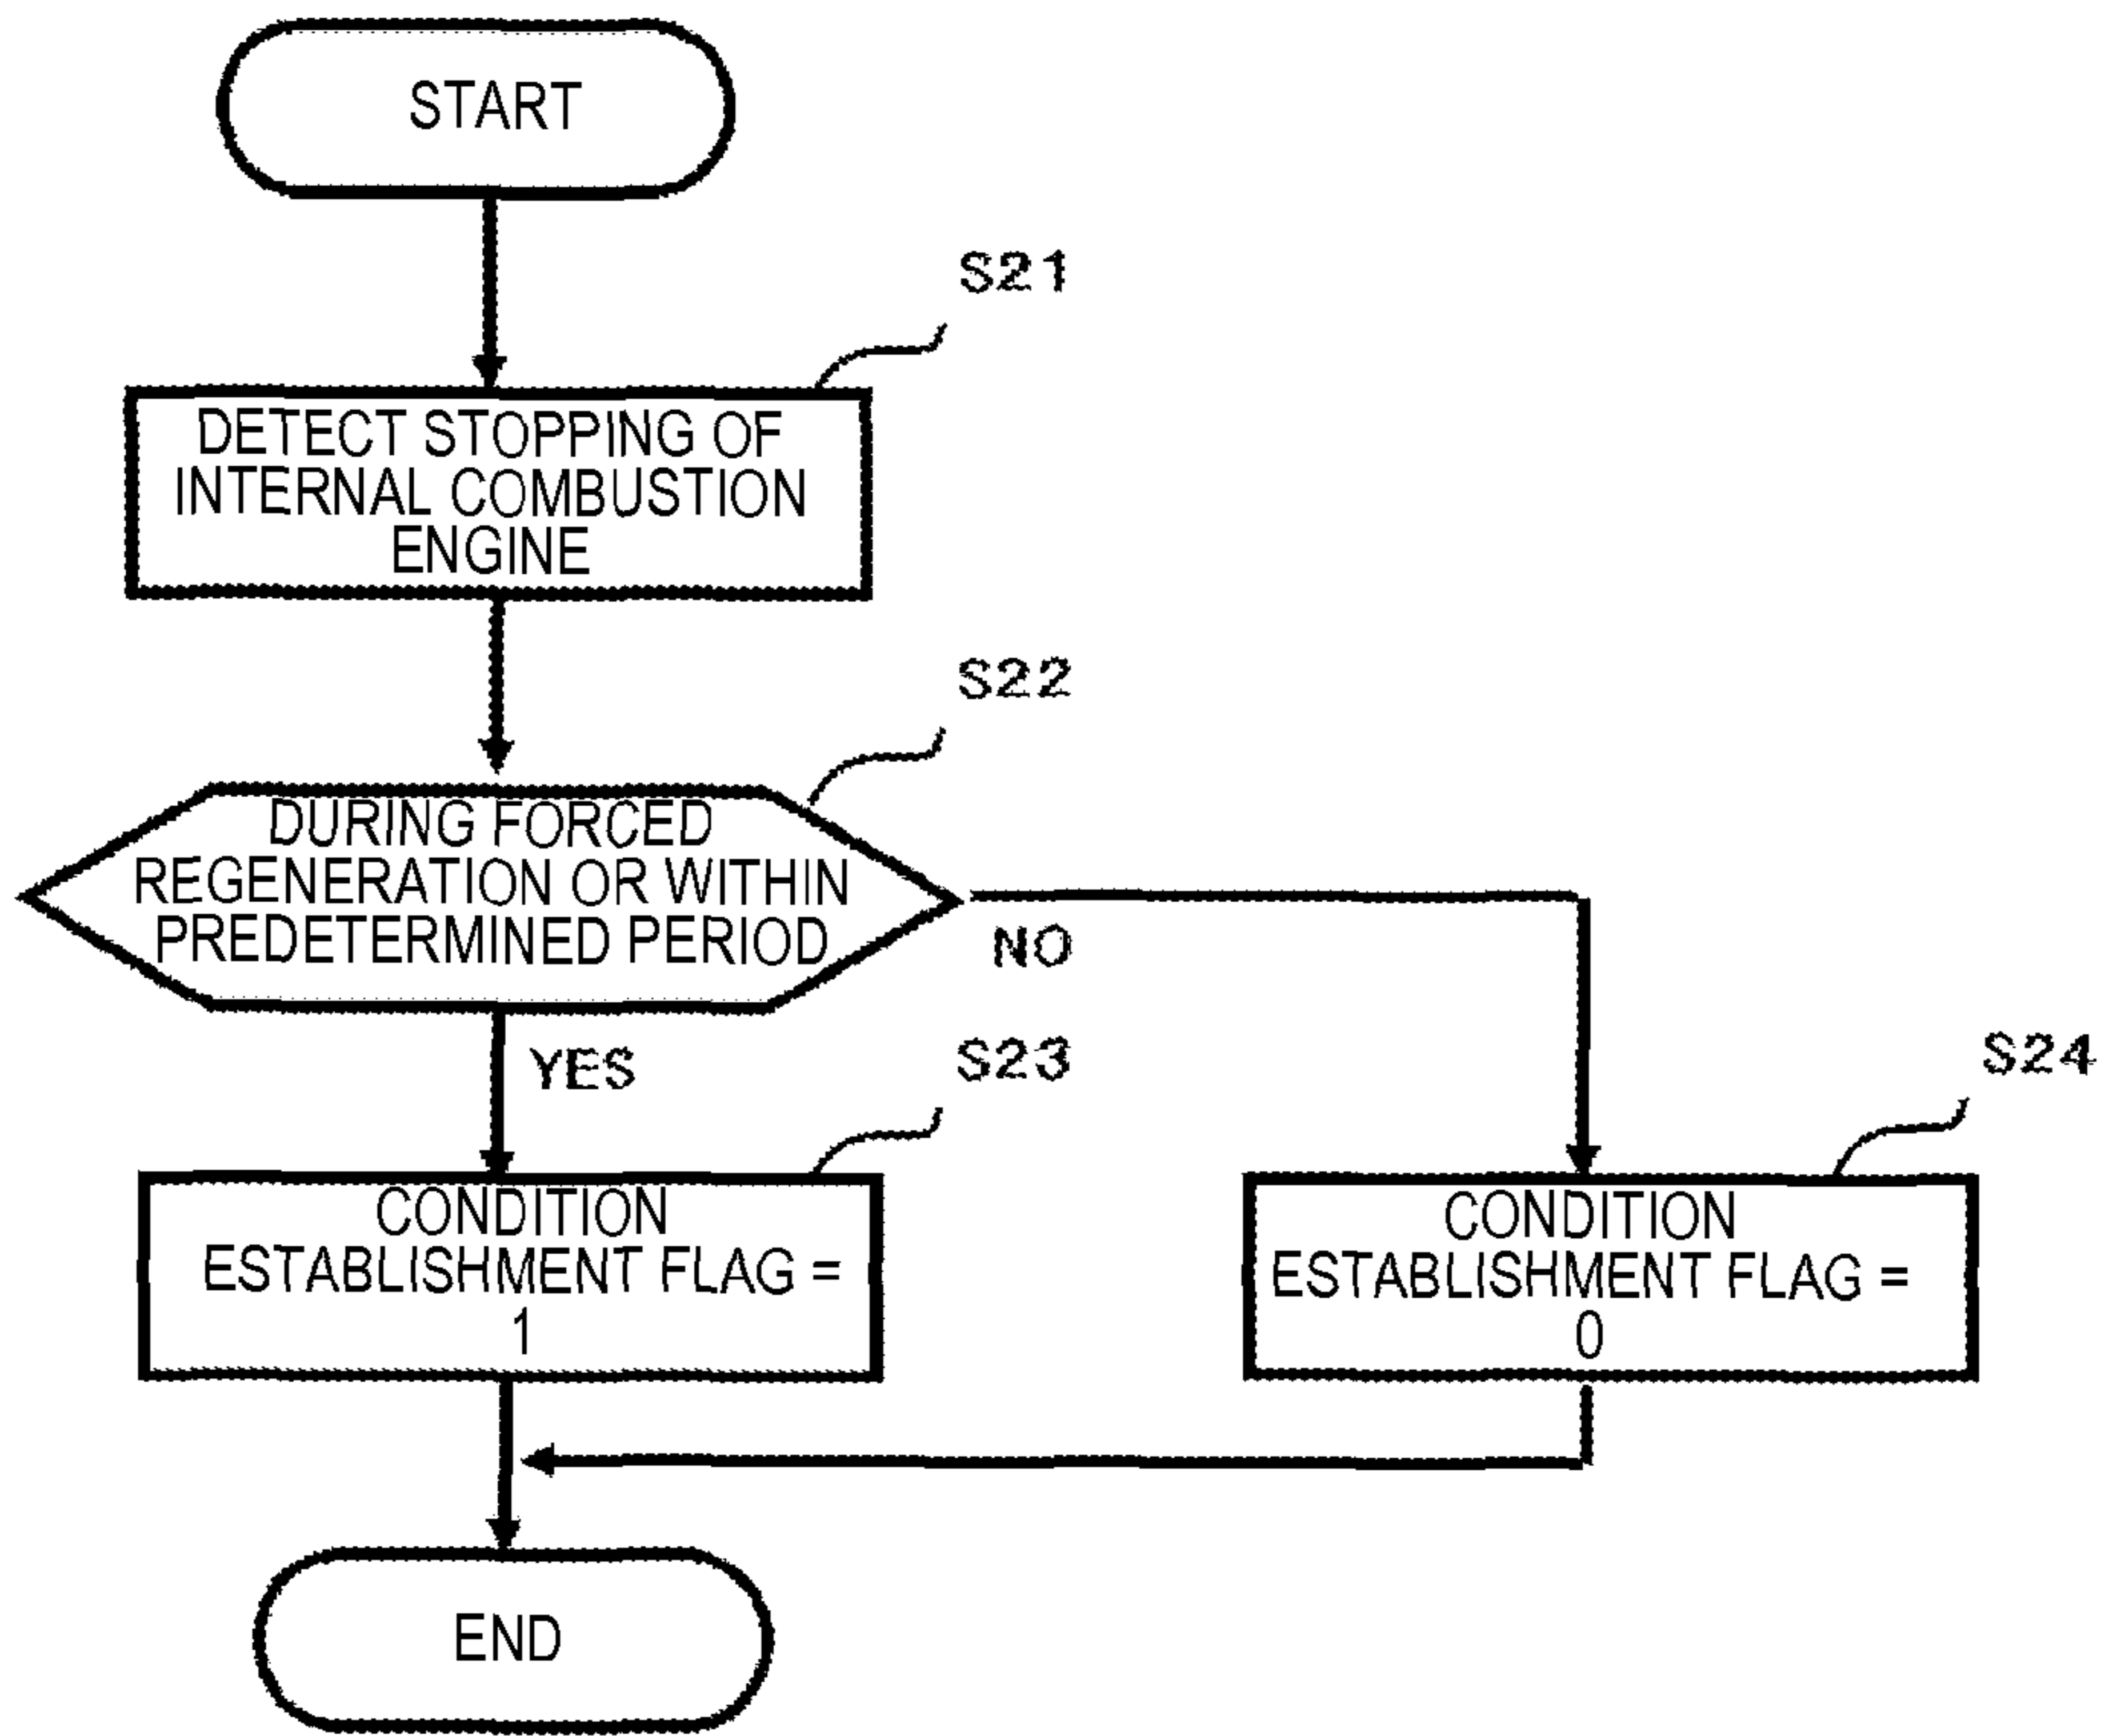 START
S21
DETECT STOPPING OF
INTERNAL COMBUSTION
ENGINE
S22
DURING FORCED
REGENERATION OR WITHIN
PREDETERMINED PERIOD
NO
YES
S23
S24
CONDITION
ESTABLISHMENT FLAG =
1
CONDITION
ESTABLISHMENT FLAG =
0
END